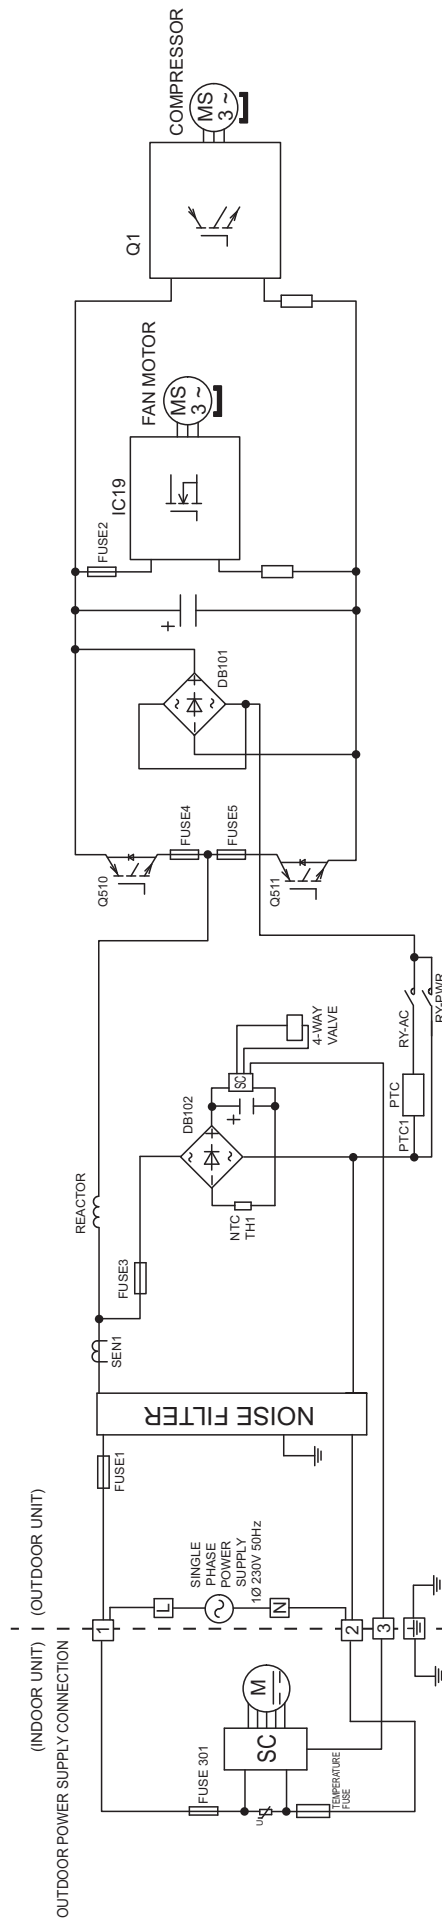 (INDOOR UNIT)
(OUTDOOR UNIT)
OUTDOOR POWER SUPPLY CONNECTION
FUSE 301
U
TEMPERATURE
FUSE
SC
M
1
2
3
L
N
SINGLE
PHASE
POWER
SUPPLY
1Ø 230V 50Hz
FUSE1
NOISE FILTER
SEN1
FUSE3
REACTOR
NTC
TH1
DB102
~
~
+
-
+
SC
4-WAY
VALVE
PTC1
PTC
RY-AC
RY-PWR
Q510
FUSE4
FUSE5
Q511
DB101
~
~
+
-
+
FUSE2
IC19
FAN MOTOR
MS
3 ~
Q1
COMPRESSOR
MS
3 ~